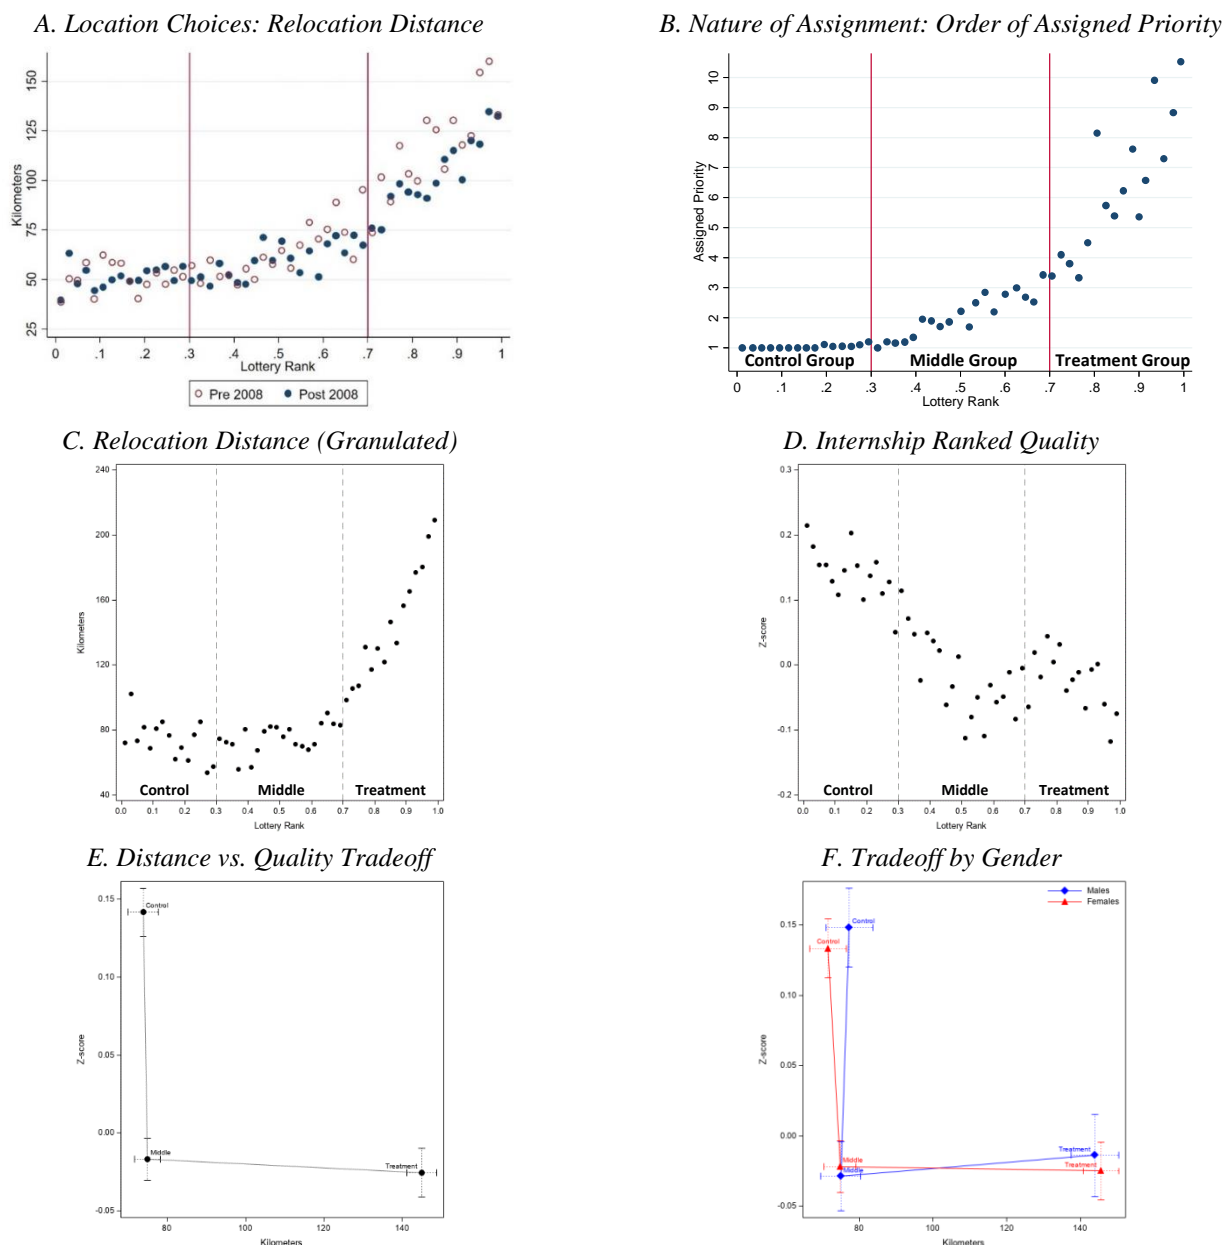 A. Location Choices: Relocation Distance
Kilometers
150
125
100
75
50
25
0 .1 .2 .3 .4 .5 .6 .7 .8 .9 1
Lottery Rank
Pre 2008 Post 2008
B. Nature of Assignment: Order of Assigned Priority
Assigned Priority
10
9
8
7
6
5
4
3
2
1
Control Group Middle Group Treatment Group
0 .1 .2 .3 .4 .5 .6 .7 .8 .9 1
Lottery Rank
C. Relocation Distance (Granulated)
Kilometers
240
200
160
120
80
40
Control Middle Treatment
0.0 0.1 0.2 0.3 0.4 0.5 0.6 0.7 0.8 0.9 1.0
Lottery Rank
D. Internship Ranked Quality
Z-score
0.3
0.2
0.1
0.0
-0.1
-0.2
Control Middle Treatment
0.0 0.1 0.2 0.3 0.4 0.5 0.6 0.7 0.8 0.9 1.0
Lottery Rank
E. Distance vs. Quality Tradeoff
Z-score
0.15
0.10
0.05
0.00
-0.05
Control
Middle
Treatment
80 100 120 140
Kilometers
F. Tradeoff by Gender
Males
Females
Z-score
0.15
0.10
0.05
0.00
-0.05
Control
Control
Middle
Middle
Treatment
Treatment
80 100 120 140
Kilometers